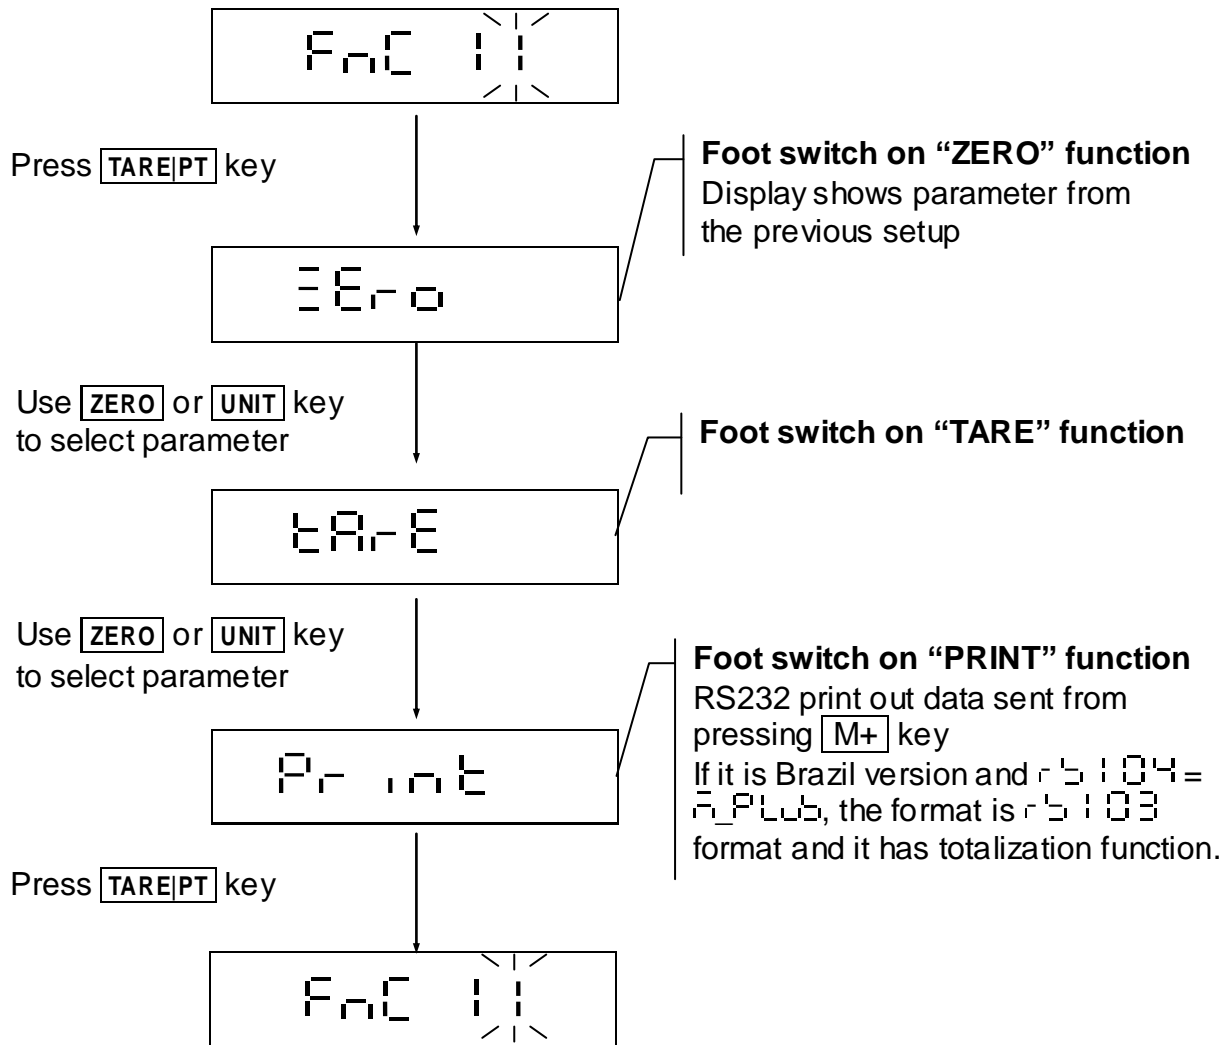 FnC 11
Press TARE|PT key
Foot switch on “ZERO” function
Display shows parameter from
the previous setup
ZEro
Use ZERO or UNIT key
to select parameter
Foot switch on “TARE” function
tArE
Use ZERO or UNIT key
to select parameter
Foot switch on “PRINT” function
RS232 print out data sent from
pressing M+ key
If it is Brazil version and rS104 =
m_PLuS, the format is rS103
format and it has totalization function.
Print
Press TARE|PT key
FnC 11